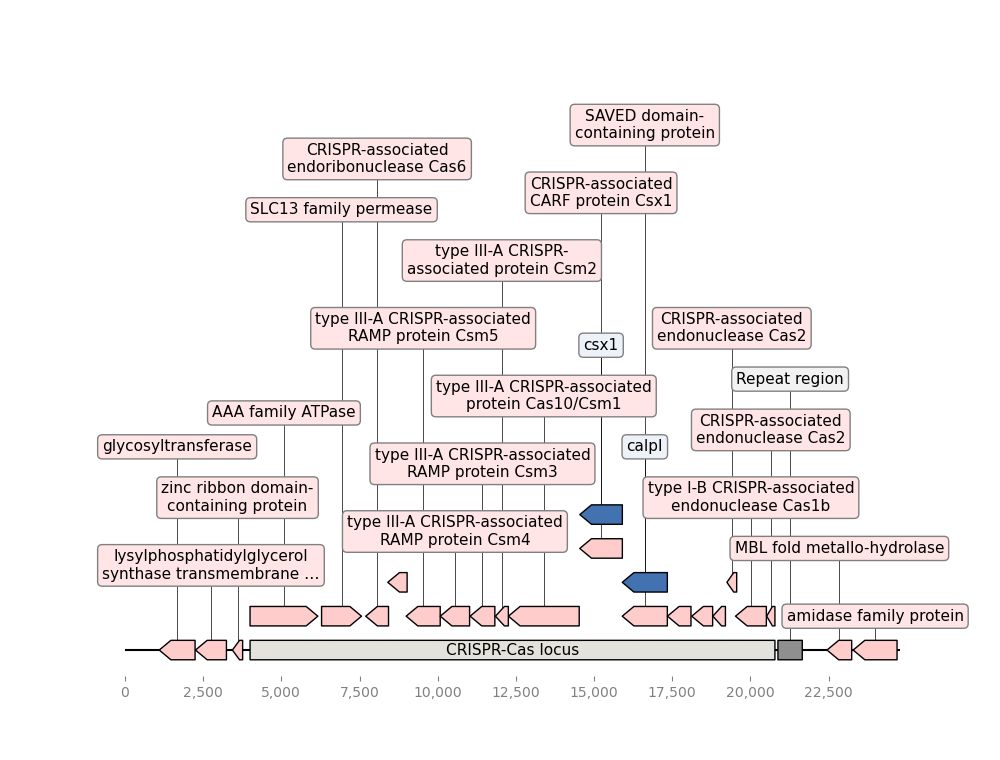 SAVED domain-
containing protein
CRISPR-associated
endoribonuclease Cas6
CRISPR-associated
CARF protein Csx1
SLC13 family permease
type III-A CRISPR-
associated protein Csm2
type III-A CRISPR-associated
RAMP protein Csm5
CRISPR-associated
endonuclease Cas2
csx1
Repeat region
type III-A CRISPR-associated
protein Cas10/Csm1
AAA family ATPase
CRISPR-associated
endonuclease Cas2
glycosyltransferase
calpl
type III-A CRISPR-associated
RAMP protein Csm3
zinc ribbon domain-
containing protein
type I-B CRISPR-associated
endonuclease Cas1b
type III-A CRISPR-associated
RAMP protein Csm4
MBL fold metallo-hydrolase
lysylphosphatidylglycerol
synthase transmembrane ...
amidase family protein
CRISPR-Cas locus
0 2,500 5,000 7,500 10,000 12,500 15,000 17,500 20,000 22,500